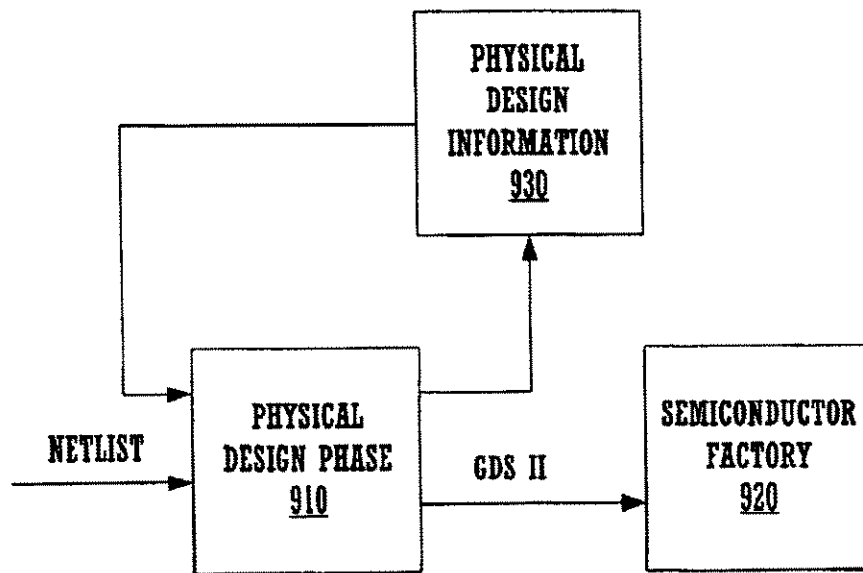 PHYSICAL
DESIGN
INFORMATION
930
PHYSICAL
DESIGN PHASE
910
NETLIST
GDS II
SEMICONDUCTOR
FACTORY
920